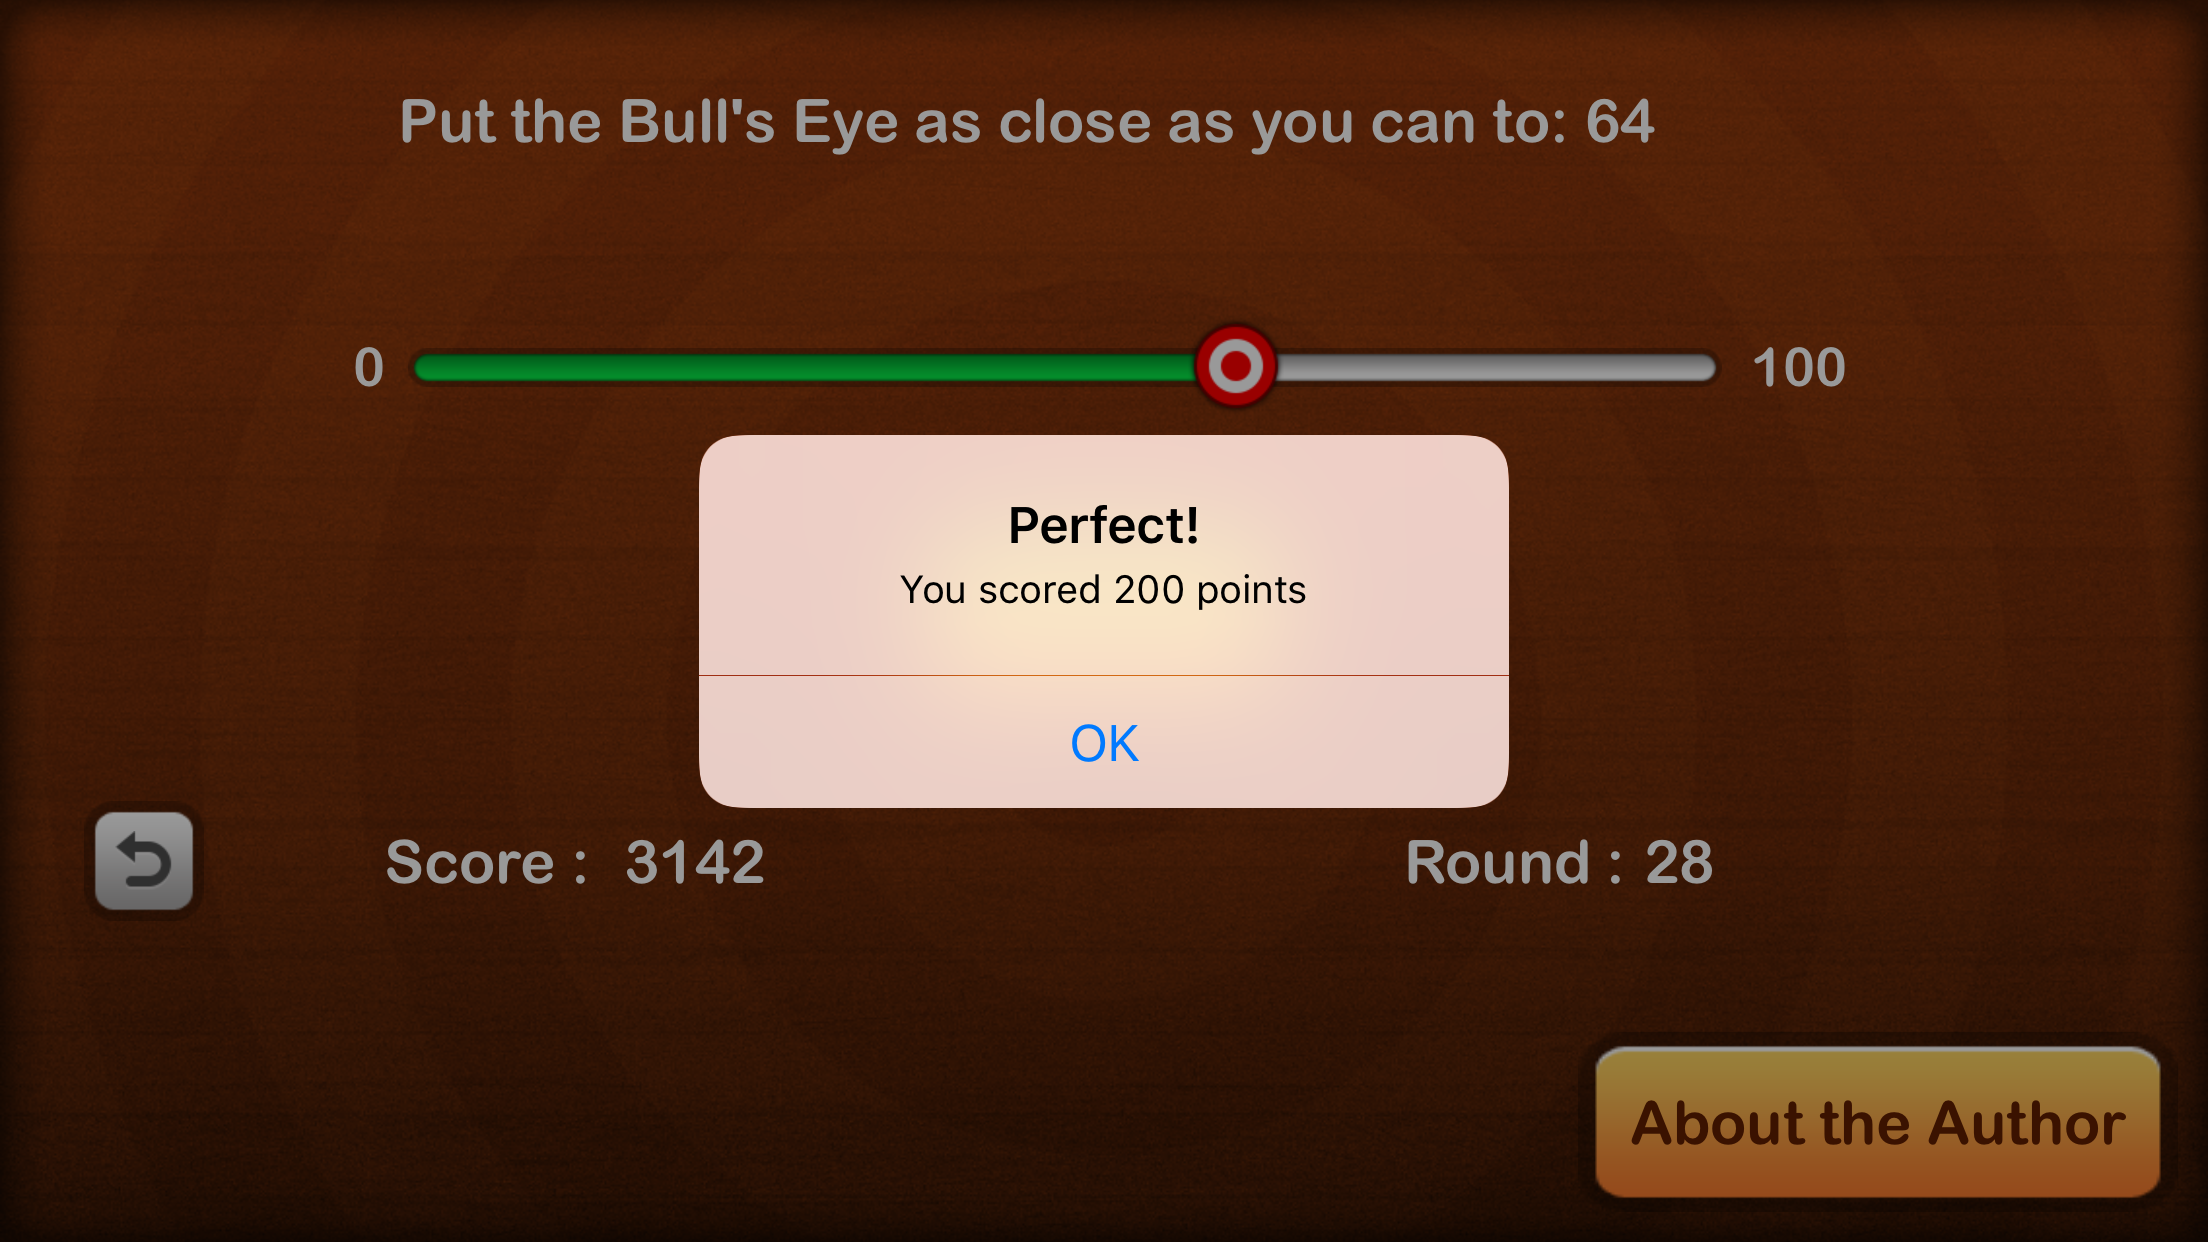 Put the Bull's Eye as close as you can to: 64
0 100
Perfect!
You scored 200 points
OK
Score : 3142 Round : 28
About the Author